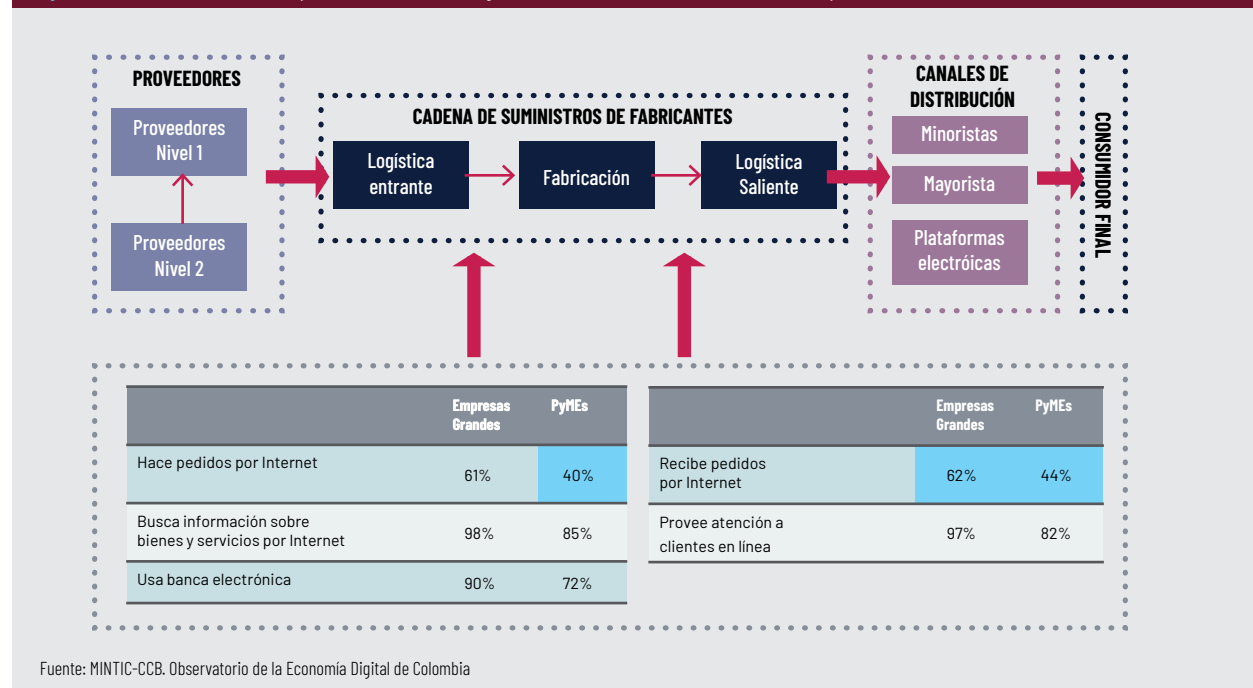 PROVEEDORES
Proveedores
Nivel 1
Proveedores
Nivel 2
CADENA DE SUMINISTROS DE FABRICANTES
Logística
entrante
Fabricación
Logística
Saliente
CANALES DE
DISTRIBUCIÓN
Minoristas
Mayorista
Plataformas
electróicas
CONSUMIDOR FINAL
Empresas
Grandes
PyMEs
Hace pedidos por Internet
61%
40%
Busca información sobre
bienes y servicios por Internet
98%
85%
Usa banca electrónica
90%
72%
Empresas
Grandes
PyMEs
Recibe pedidos
por Internet
62%
44%
Provee atención a
clientes en línea
97%
82%
Fuente: MINTIC-CCB. Observatorio de la Economía Digital de Colombia